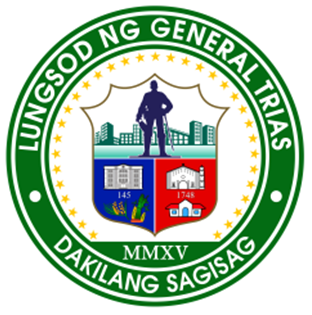 LUNGSOD NG GENERAL TRIAS
145
1748
MMXV
DAKILANG SAGISAG